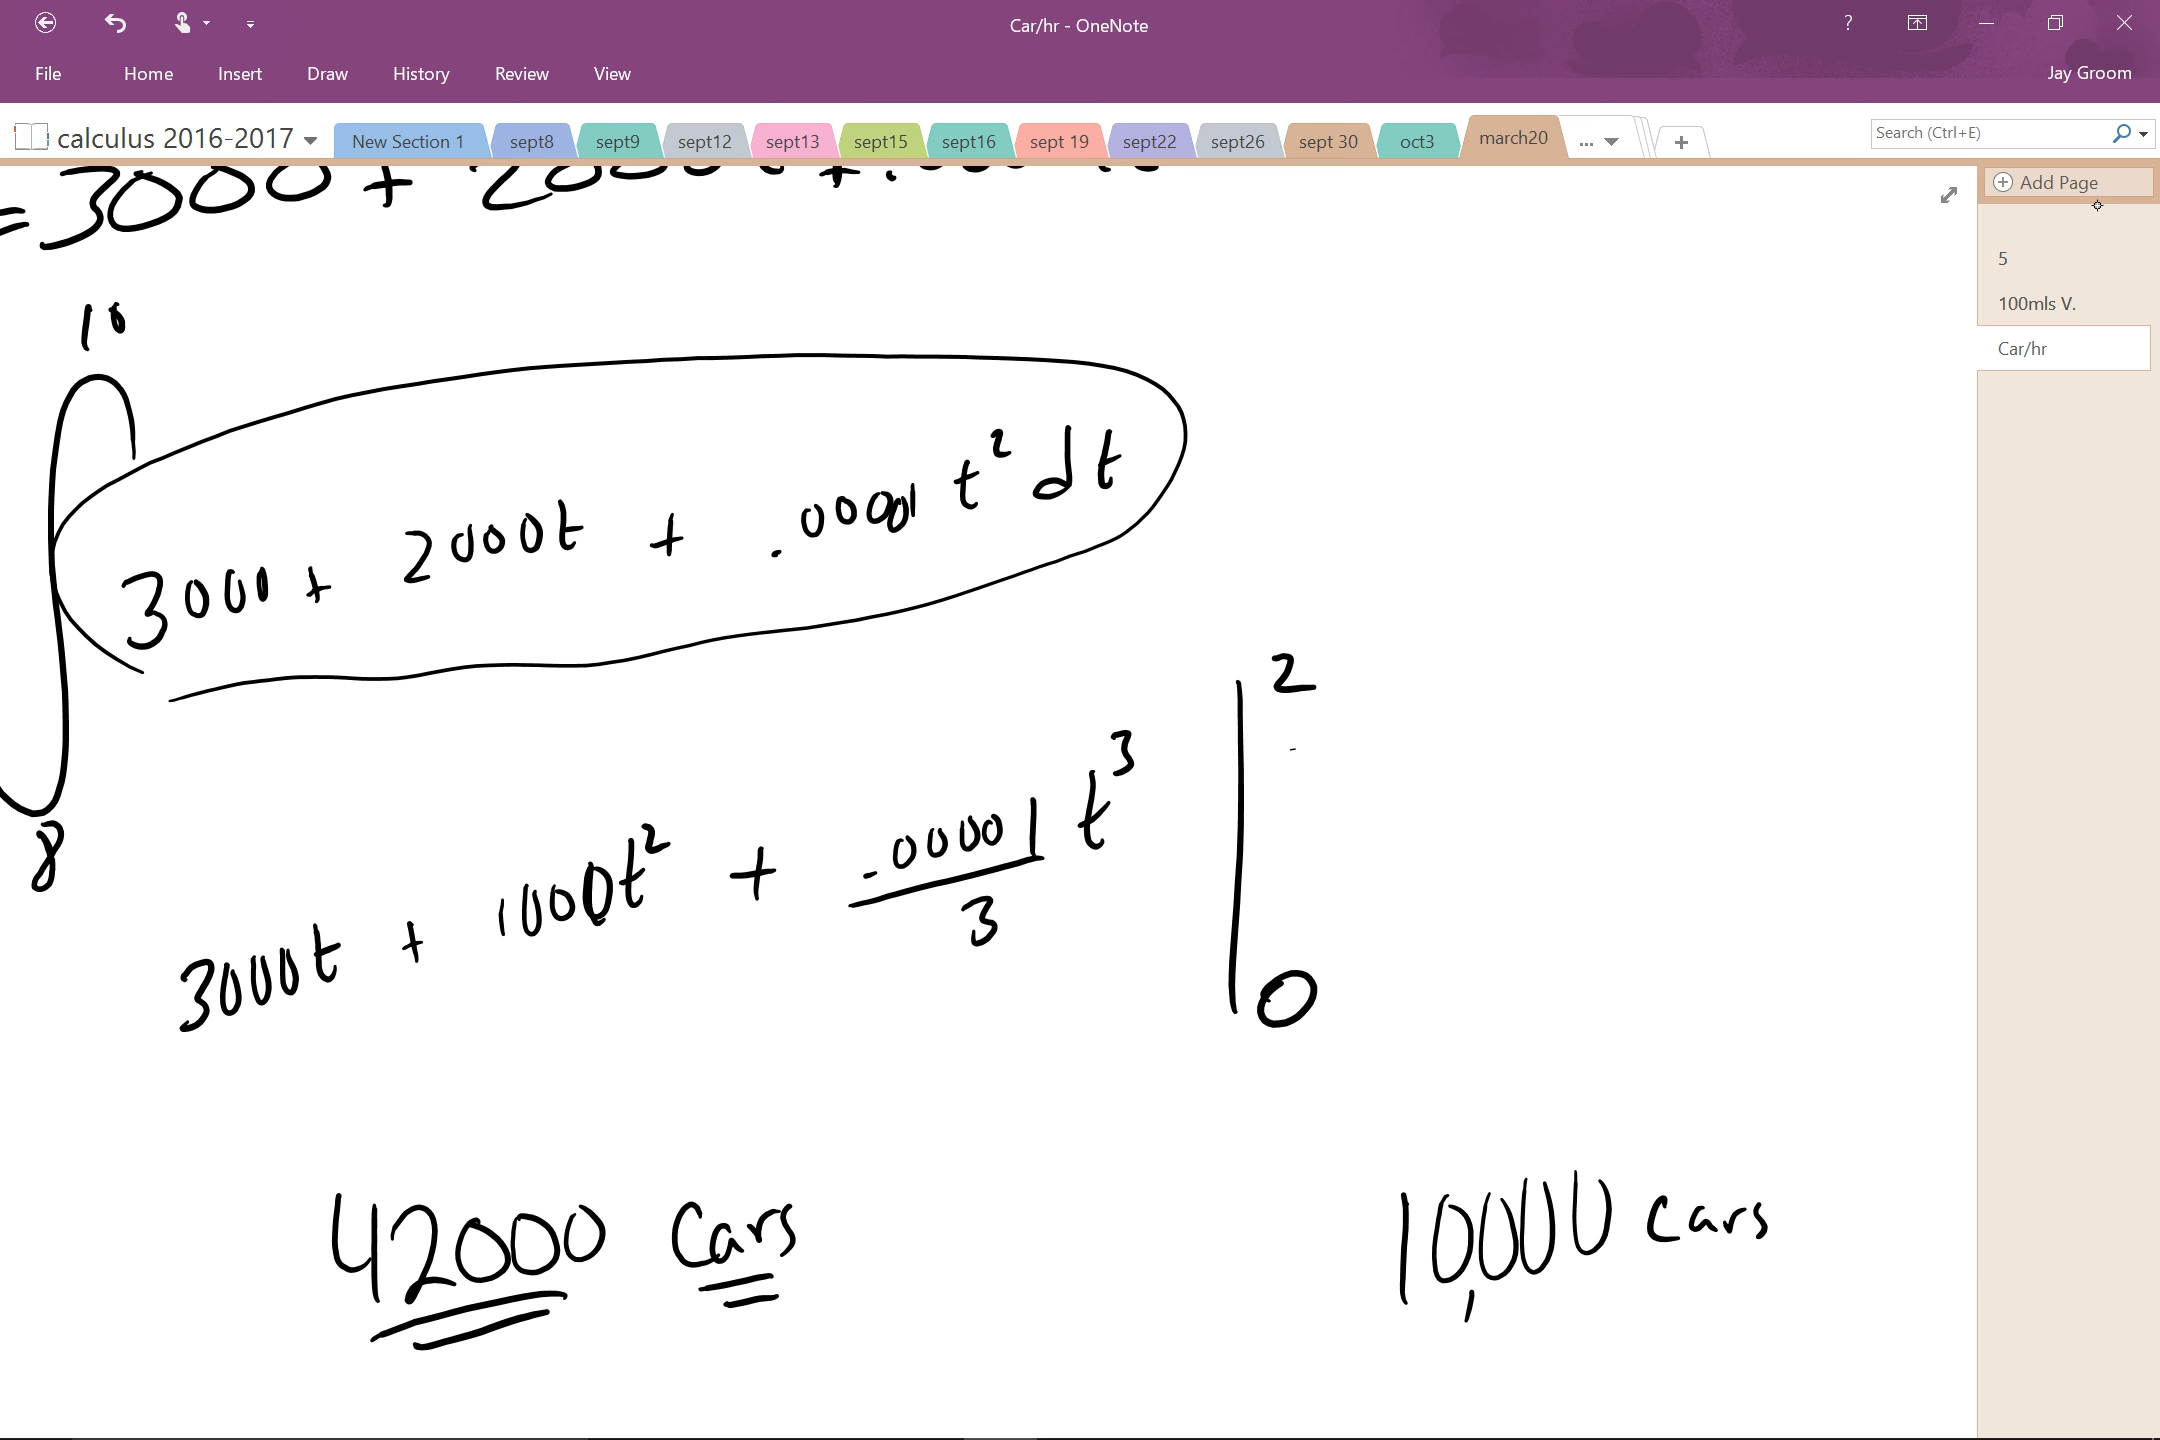 Car/hr - OneNote
?
File Home Insert Draw History Review View
Jay Groom
calculus 2016-2017
New Section 1 sept8 sept9 sept12 sept13 sept15 sept16 sept 19 sept22 sept26 sept 30 oct3 march20 ... +
Search (Ctrl+E)
Add Page
5
100mls V.
Car/hr
=3000 +
10
3000 + 2000t + .00001 t² dt
8
3000t + 1000t² + .00001/3 t³ | 2
0
42000 Cars
10,000 cars